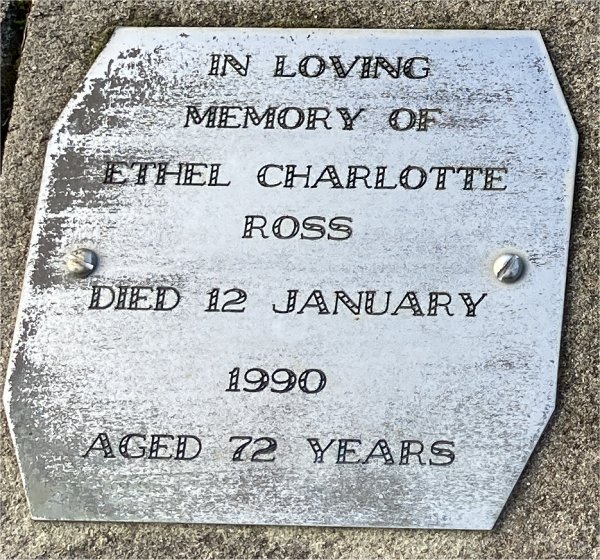 IN LOVING
MEMORY OF
ETHEL CHARLOTTE
ROSS
DIED 12 JANUARY
1990
AGED 72 YEARS